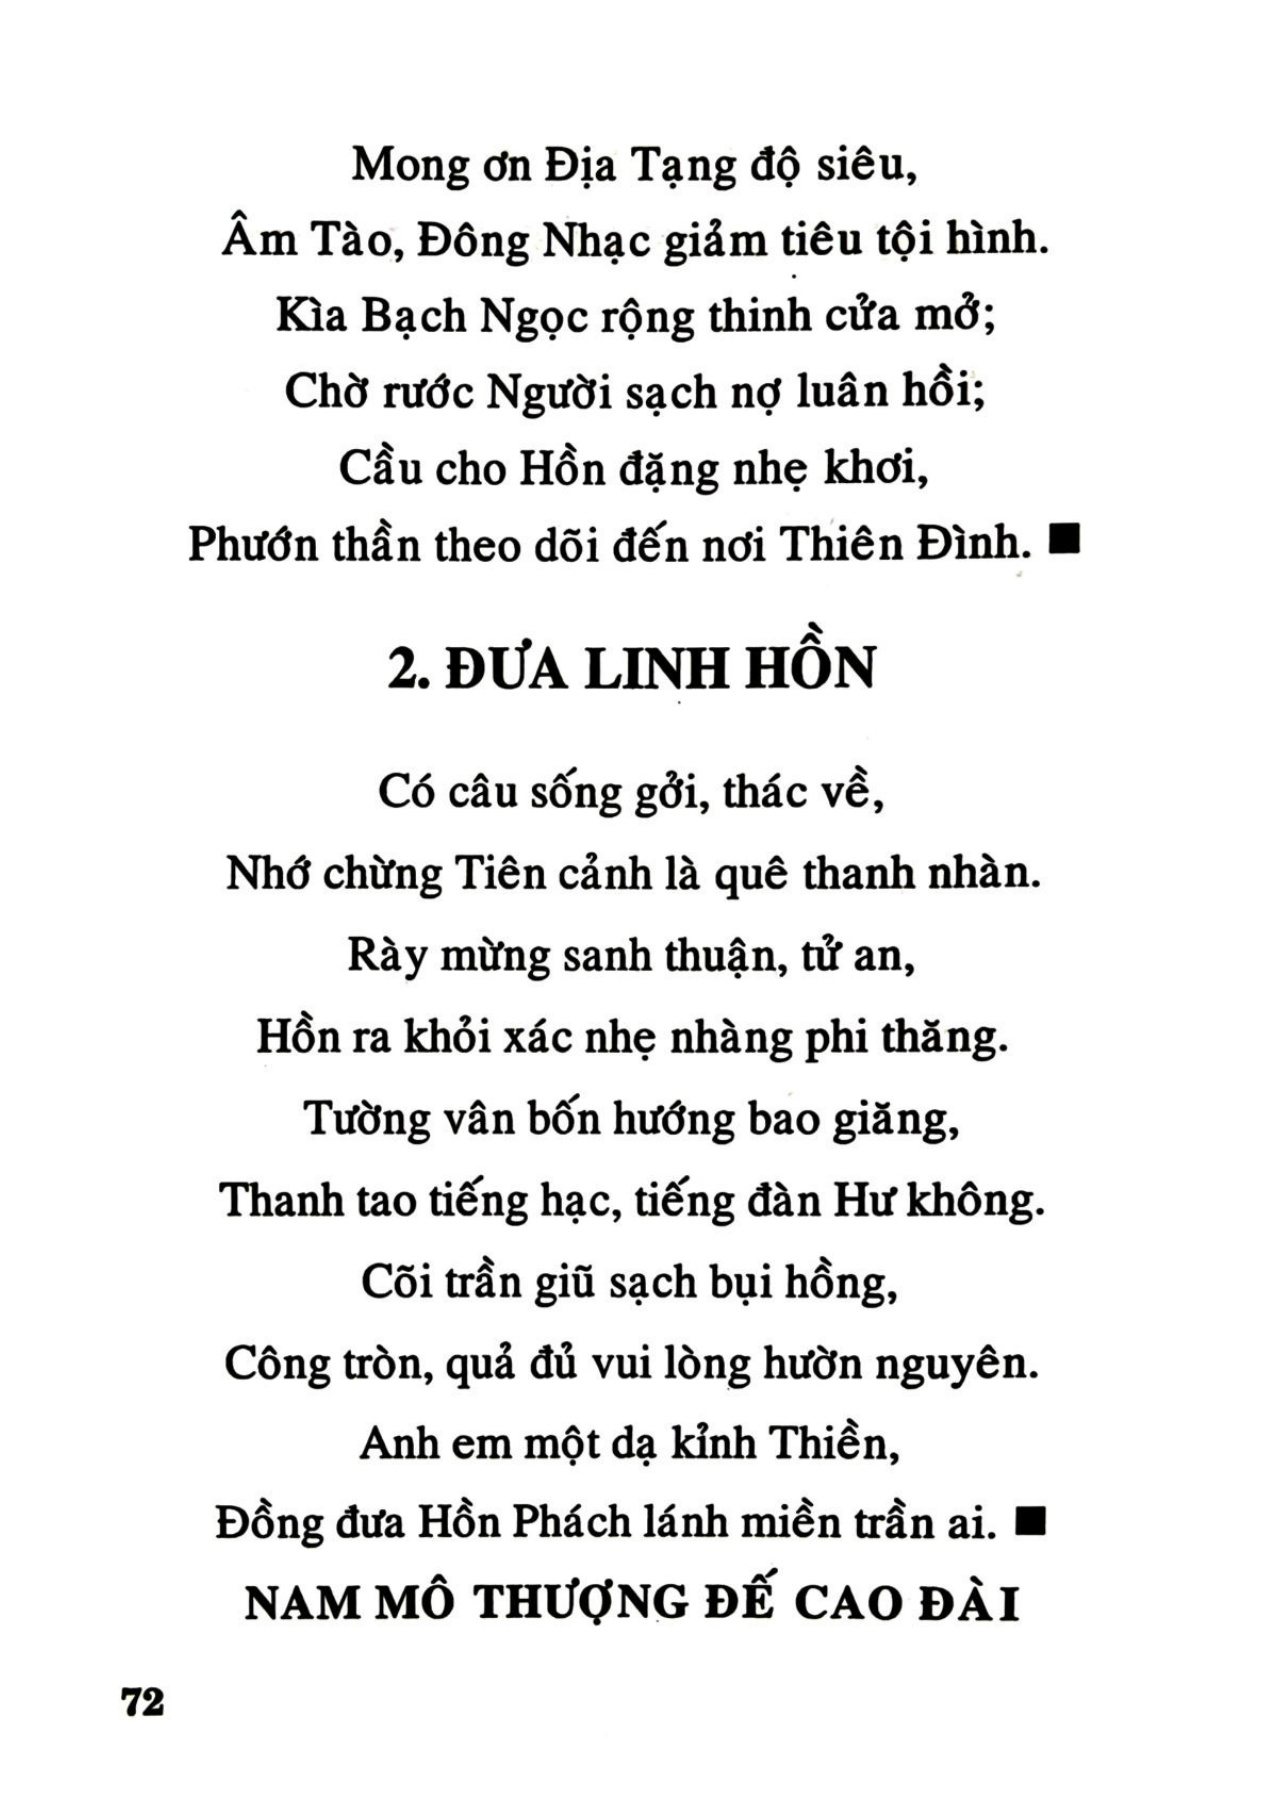 Mong ơn Địa Tạng độ siêu,
Âm Tào, Đông Nhạc giảm tiêu tội hình.
Kìa Bạch Ngọc rộng thinh cửa mở;
Chờ rước Người sạch nợ luân hồi;
Cầu cho Hồn đặng nhẹ khơi,
Phướn thần theo dõi đến nơi Thiên Đình. ■
2. ĐƯA LINH HỒN
Có câu sống gởi, thác về,
Nhớ chừng Tiên cảnh là quê thanh nhàn.
Rày mừng sanh thuận, tử an,
Hồn ra khỏi xác nhẹ nhàng phi thăng.
Tường vân bốn hướng bao giăng,
Thanh tao tiếng hạc, tiếng đàn Hư không.
Cõi trần giũ sạch bụi hồng,
Công tròn, quả đủ vui lòng hườn nguyên.
Anh em một dạ kỉnh Thiền,
Đồng đưa Hồn Phách lánh miền trần ai. ■
NAM MÔ THƯỢNG ĐẾ CAO ĐÀI
72